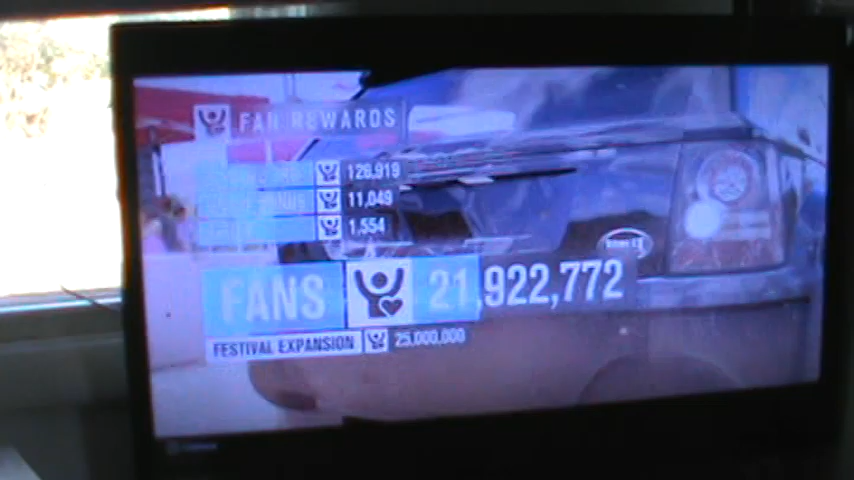 FAN REWARDS
126,919
11,049
1,554
FANS 21,922,772
FESTIVAL EXPANSION 25,000,000